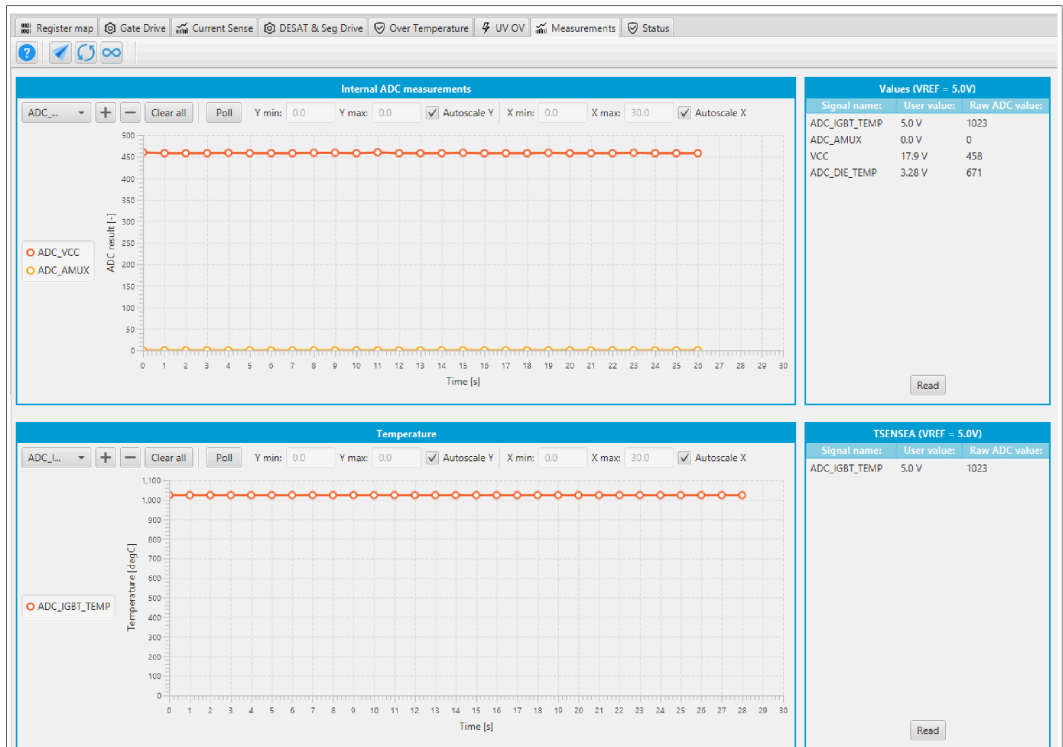 Register map Gate Drive Current Sense DESAT & Seg Drive Over Temperature UV OV Measurements Status
Internal ADC measurements
ADC_... Clear all Poll Y min: 0.0 Y max: 0.0 Autoscale Y X min: 0.0 X max: 30.0 Autoscale X
500
450
400
350
300
250
200
150
100
50
0
ADC result [-]
ADC_VCC
ADC_AMUX
0 1 2 3 4 5 6 7 8 9 10 11 12 13 14 15 16 17 18 19 20 21 22 23 24 25 26 27 28 29 30
Time [s]
Values (VREF = 5.0V)
Signal name: User value: Raw ADC value:
ADC_IGBT_TEMP 5.0 V 1023
ADC_AMUX 0.0 V 0
VCC 17.9 V 458
ADC_DIE_TEMP 3.28 V 671
Read
Temperature
ADC_I... Clear all Poll Y min: 0.0 Y max: 0.0 Autoscale Y X min: 0.0 X max: 30.0 Autoscale X
1,100
1,000
900
800
700
600
500
400
300
200
100
0
Temperature [degC]
ADC_IGBT_TEMP
0 1 2 3 4 5 6 7 8 9 10 11 12 13 14 15 16 17 18 19 20 21 22 23 24 25 26 27 28 29 30
Time [s]
TSENSEA (VREF = 5.0V)
Signal name: User value: Raw ADC value:
ADC_IGBT_TEMP 5.0 V 1023
Read